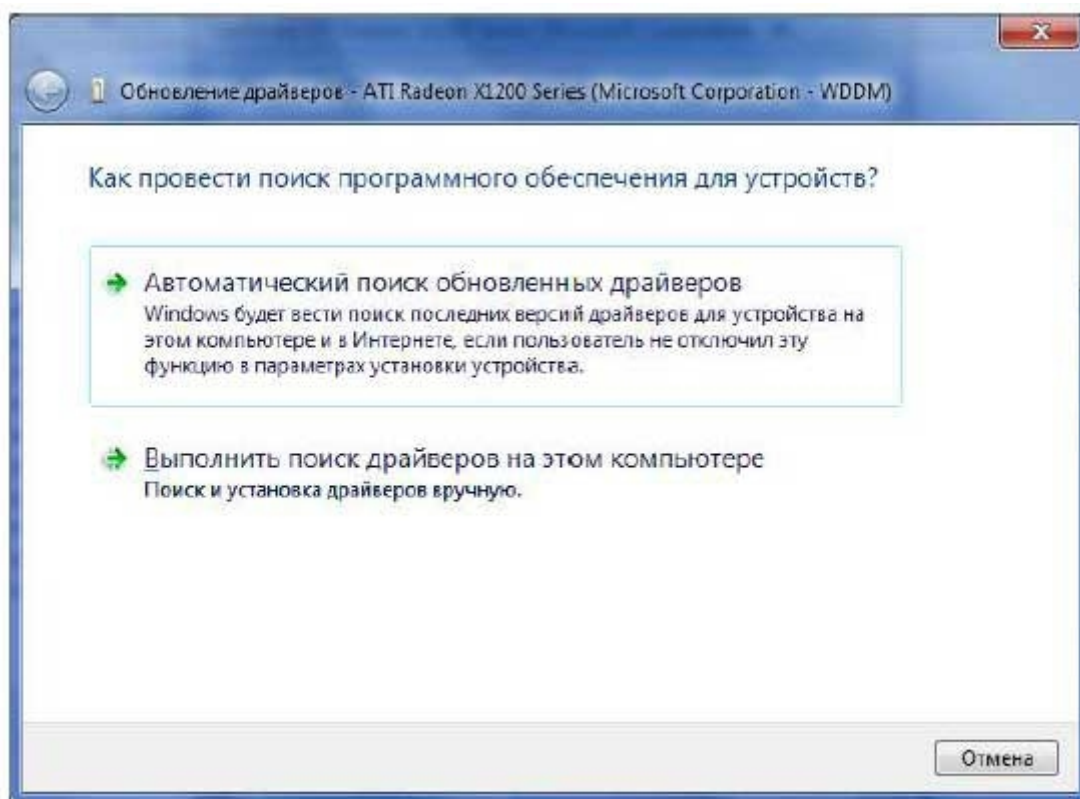 Обновление драйверов - ATI Radeon X1200 Series (Microsoft Corporation - WDDM)
Как провести поиск программного обеспечения для устройств?
Автоматический поиск обновленных драйверов
Windows будет вести поиск последних версий драйверов для устройства на
этом компьютере и в Интернете, если пользователь не отключил эту
функцию в параметрах установки устройства.
Выполнить поиск драйверов на этом компьютере
Поиск и установка драйверов вручную.
Отмена